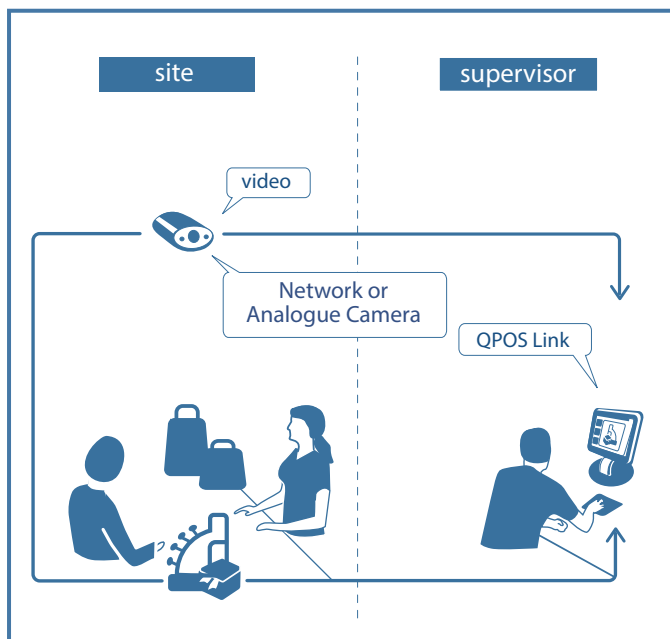 site
supervisor
video
Network or
Analogue Camera
QPOS Link